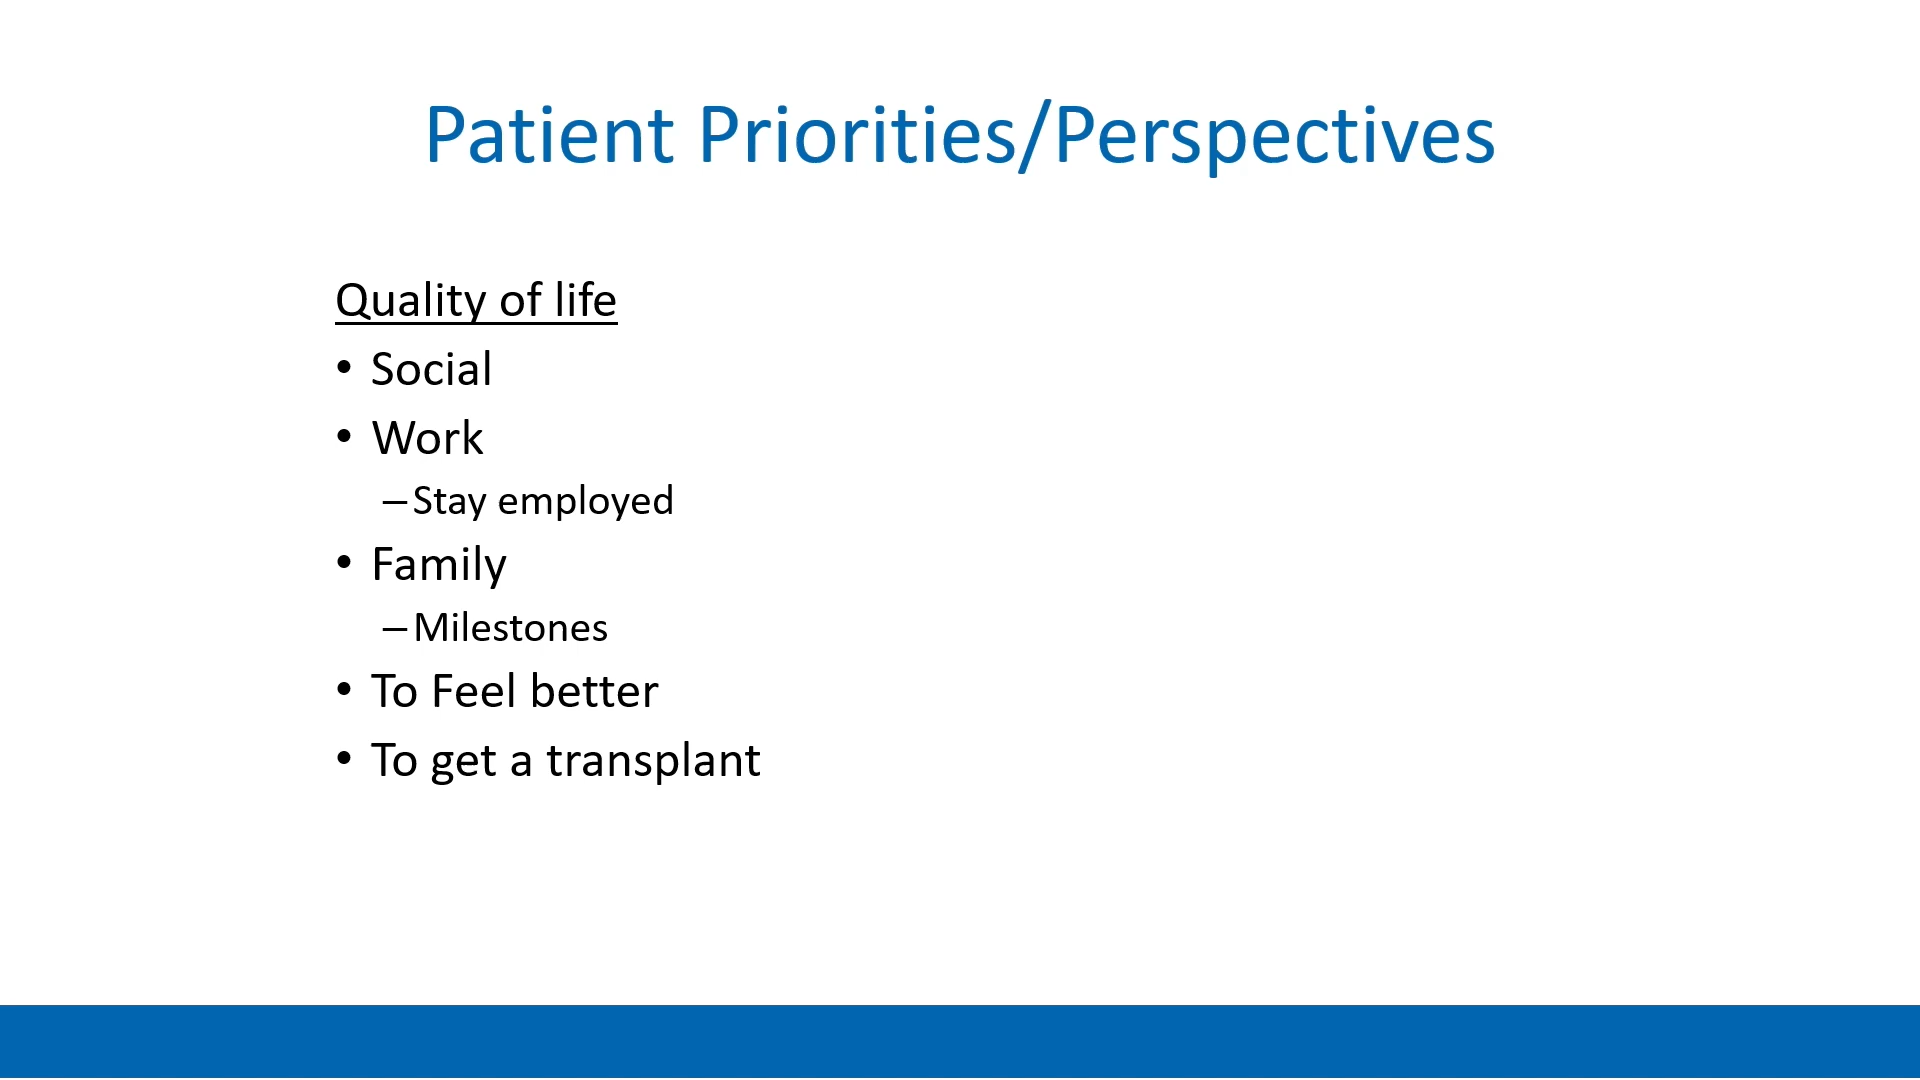 Patient Priorities/Perspectives
Quality of life
• Social
• Work
–Stay employed
• Family
–Milestones
• To Feel better
• To get a transplant